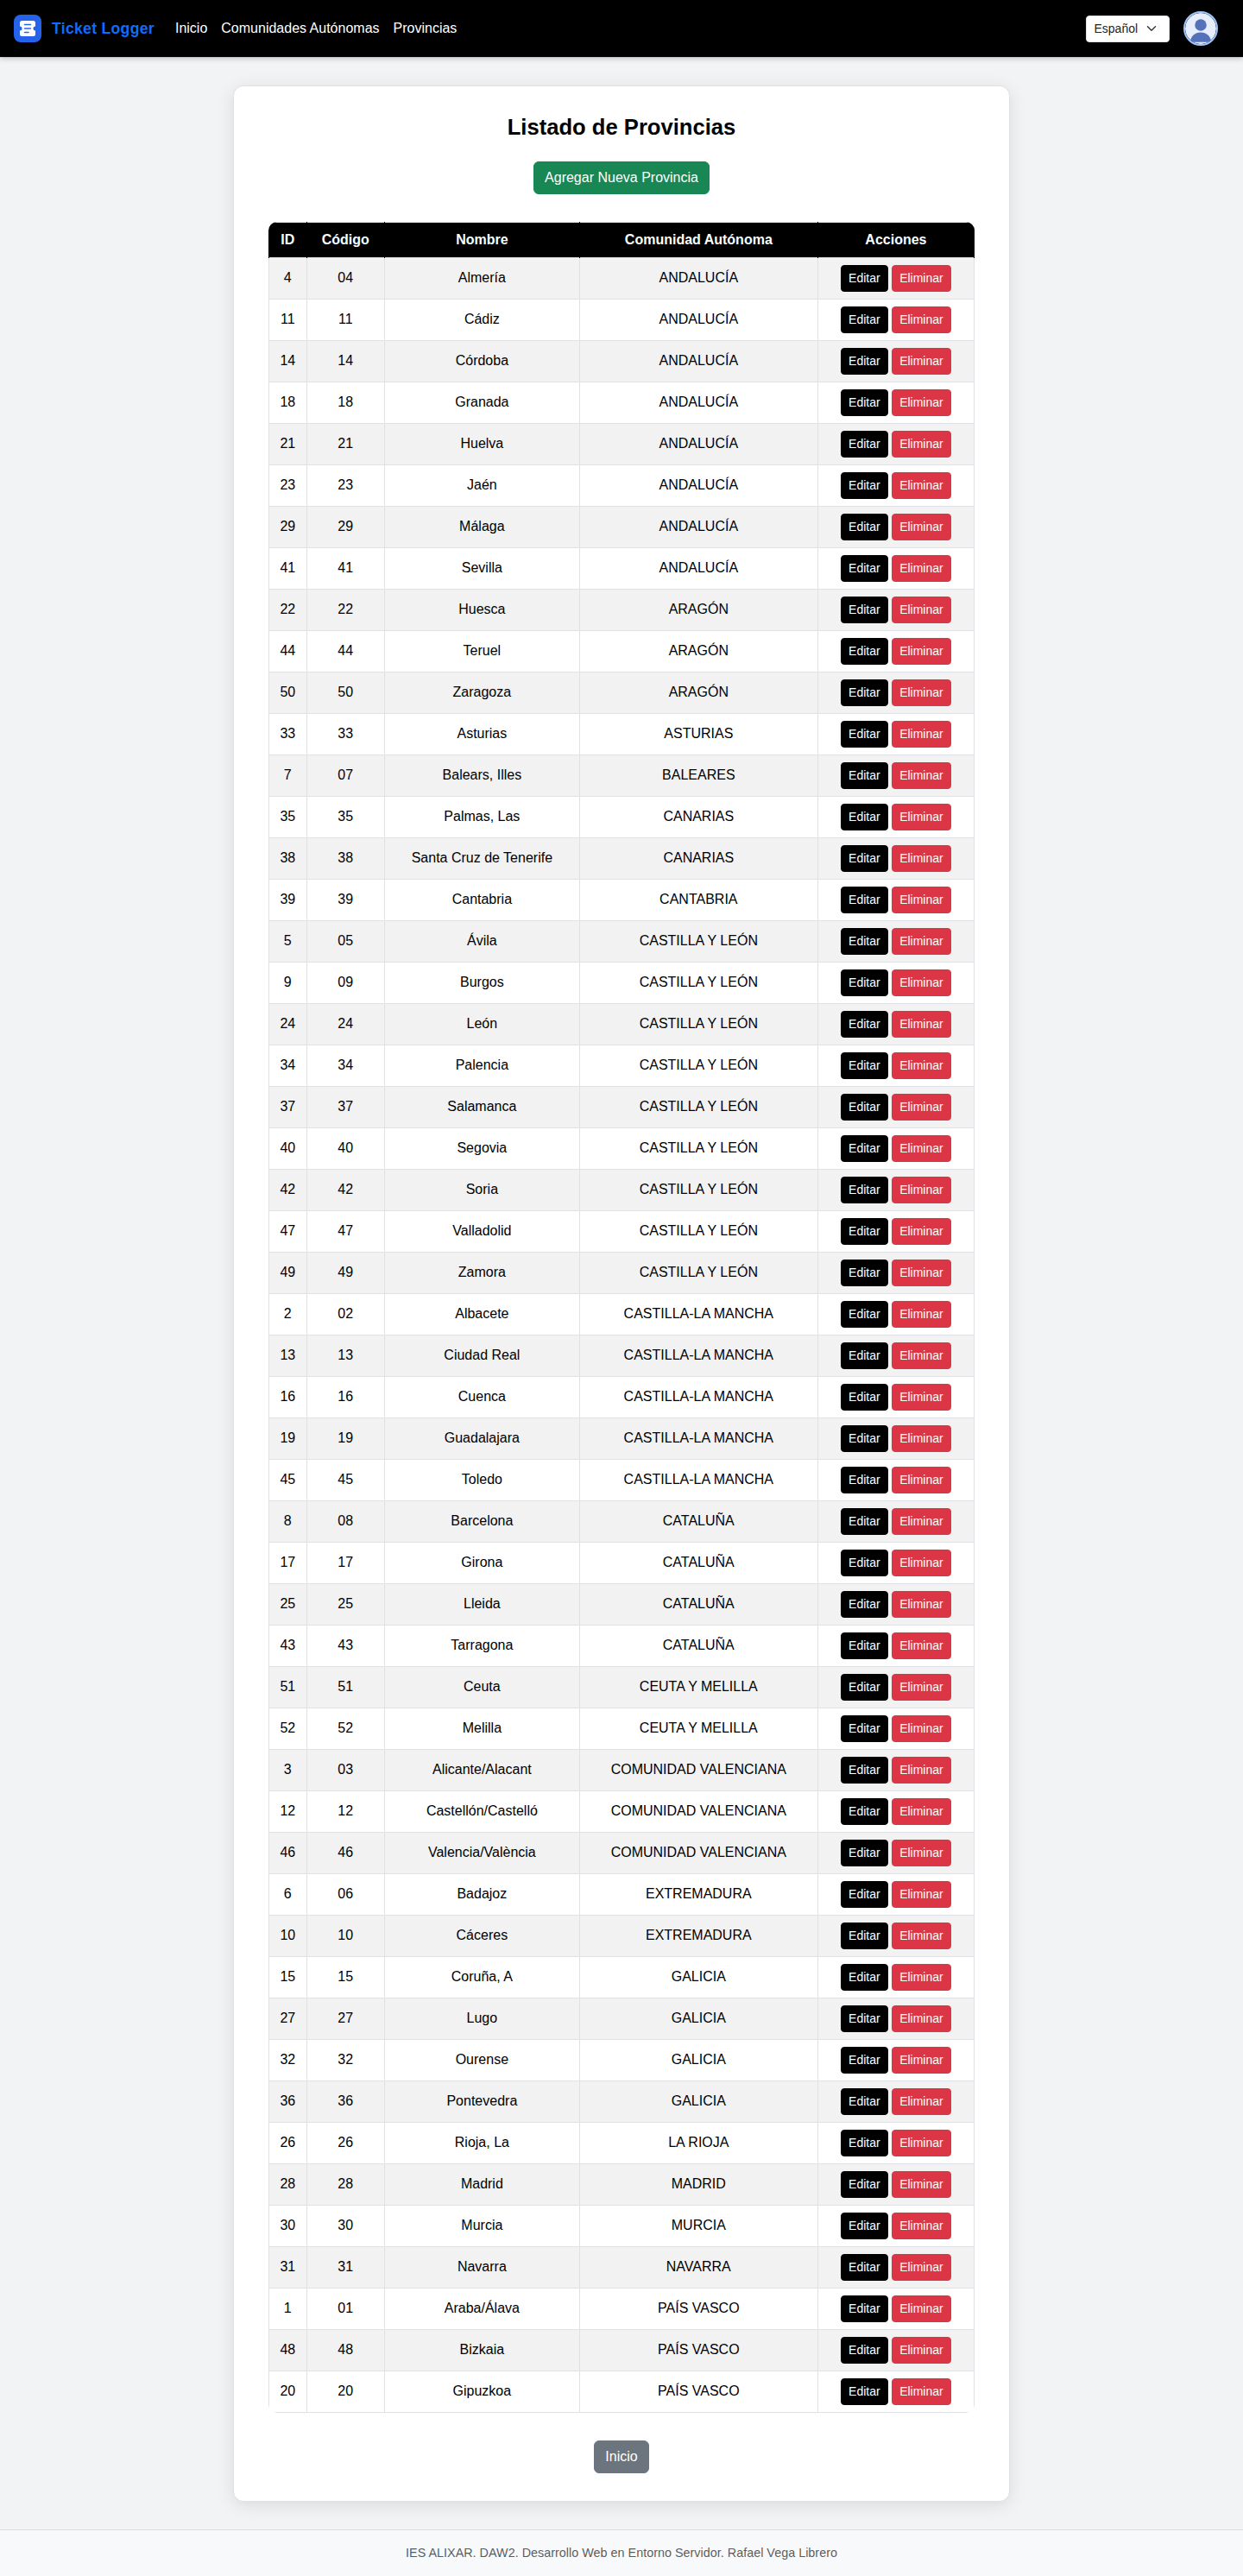 Ticket Logger Inicio Comunidades Autónomas Provincias Español
Listado de Provincias
Agregar Nueva Provincia
ID Código Nombre Comunidad Autónoma Acciones
4 04 Almería ANDALUCÍA Editar Eliminar
11 11 Cádiz ANDALUCÍA Editar Eliminar
14 14 Córdoba ANDALUCÍA Editar Eliminar
18 18 Granada ANDALUCÍA Editar Eliminar
21 21 Huelva ANDALUCÍA Editar Eliminar
23 23 Jaén ANDALUCÍA Editar Eliminar
29 29 Málaga ANDALUCÍA Editar Eliminar
41 41 Sevilla ANDALUCÍA Editar Eliminar
22 22 Huesca ARAGÓN Editar Eliminar
44 44 Teruel ARAGÓN Editar Eliminar
50 50 Zaragoza ARAGÓN Editar Eliminar
33 33 Asturias ASTURIAS Editar Eliminar
7 07 Balears, Illes BALEARES Editar Eliminar
35 35 Palmas, Las CANARIAS Editar Eliminar
38 38 Santa Cruz de Tenerife CANARIAS Editar Eliminar
39 39 Cantabria CANTABRIA Editar Eliminar
5 05 Ávila CASTILLA Y LEÓN Editar Eliminar
9 09 Burgos CASTILLA Y LEÓN Editar Eliminar
24 24 León CASTILLA Y LEÓN Editar Eliminar
34 34 Palencia CASTILLA Y LEÓN Editar Eliminar
37 37 Salamanca CASTILLA Y LEÓN Editar Eliminar
40 40 Segovia CASTILLA Y LEÓN Editar Eliminar
42 42 Soria CASTILLA Y LEÓN Editar Eliminar
47 47 Valladolid CASTILLA Y LEÓN Editar Eliminar
49 49 Zamora CASTILLA Y LEÓN Editar Eliminar
2 02 Albacete CASTILLA-LA MANCHA Editar Eliminar
13 13 Ciudad Real CASTILLA-LA MANCHA Editar Eliminar
16 16 Cuenca CASTILLA-LA MANCHA Editar Eliminar
19 19 Guadalajara CASTILLA-LA MANCHA Editar Eliminar
45 45 Toledo CASTILLA-LA MANCHA Editar Eliminar
8 08 Barcelona CATALUÑA Editar Eliminar
17 17 Girona CATALUÑA Editar Eliminar
25 25 Lleida CATALUÑA Editar Eliminar
43 43 Tarragona CATALUÑA Editar Eliminar
51 51 Ceuta CEUTA Y MELILLA Editar Eliminar
52 52 Melilla CEUTA Y MELILLA Editar Eliminar
3 03 Alicante/Alacant COMUNIDAD VALENCIANA Editar Eliminar
12 12 Castellón/Castelló COMUNIDAD VALENCIANA Editar Eliminar
46 46 Valencia/València COMUNIDAD VALENCIANA Editar Eliminar
6 06 Badajoz EXTREMADURA Editar Eliminar
10 10 Cáceres EXTREMADURA Editar Eliminar
15 15 Coruña, A GALICIA Editar Eliminar
27 27 Lugo GALICIA Editar Eliminar
32 32 Ourense GALICIA Editar Eliminar
36 36 Pontevedra GALICIA Editar Eliminar
26 26 Rioja, La LA RIOJA Editar Eliminar
28 28 Madrid MADRID Editar Eliminar
30 30 Murcia MURCIA Editar Eliminar
31 31 Navarra NAVARRA Editar Eliminar
1 01 Araba/Álava PAÍS VASCO Editar Eliminar
48 48 Bizkaia PAÍS VASCO Editar Eliminar
20 20 Gipuzkoa PAÍS VASCO Editar Eliminar
Inicio
IES ALIXAR. DAW2. Desarrollo Web en Entorno Servidor. Rafael Vega Librero